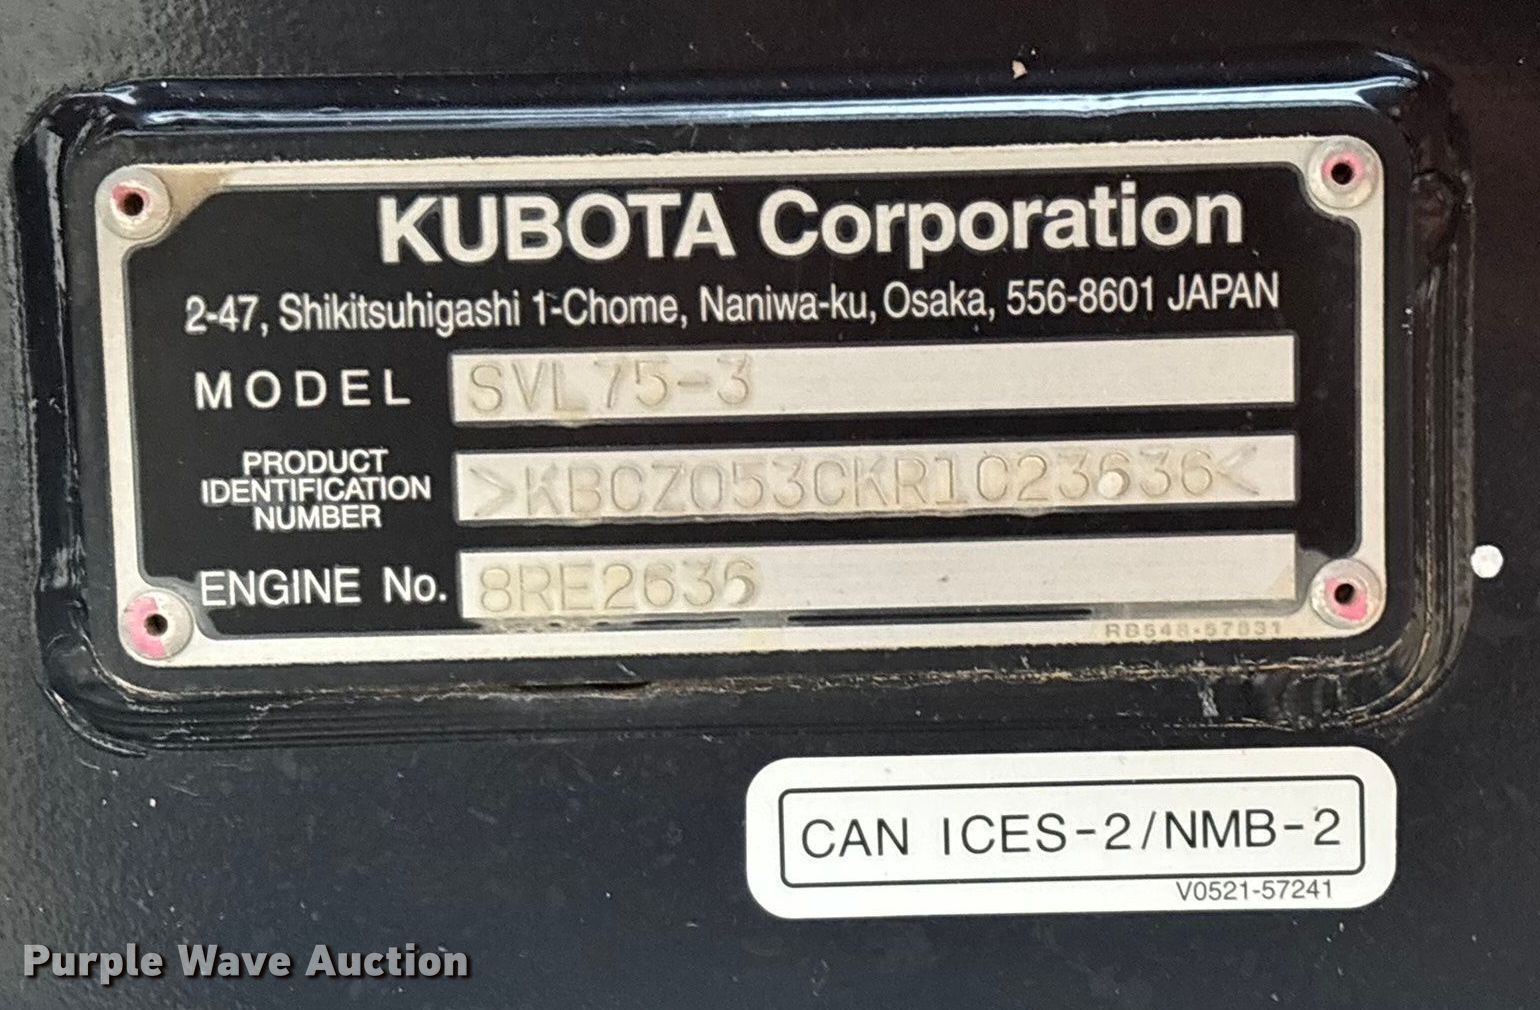 KUBOTA Corporation
2-47, Shikitsuhigashi 1-Chome, Naniwa-ku, Osaka, 556-8601 JAPAN
MODEL SVL75-3
PRODUCT
IDENTIFICATION
NUMBER
>KBCZ053CKR1C23636<
ENGINE No. 8RE2636
RB548-57831
CAN ICES-2/NMB-2
V0521-57241
Purple Wave Auction